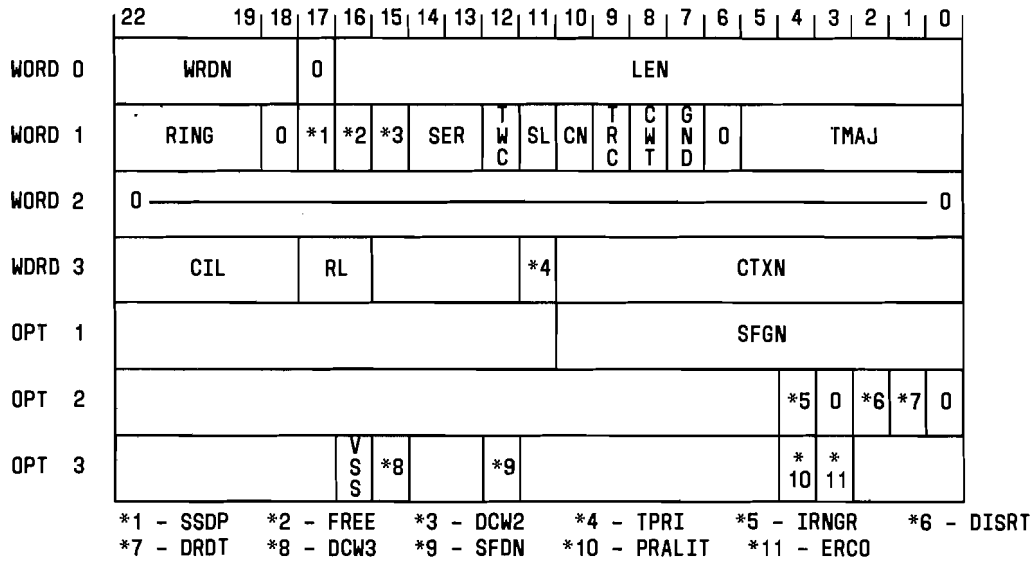 22 19 18 17 16 15 14 13 12 11 10 9 8 7 6 5 4 3 2 1 0
WORD 0 WRDN 0 LEN
WORD 1 RING 0 *1 *2 *3 SER TWC SL CN TRC CWT GND 0 TMAJ
WORD 2 0 0
WDRD 3 CIL RL *4 CTXN
OPT 1 SFGN
OPT 2 *5 0 *6 *7 0
OPT 3 VSS *8 *9 *10 *11
*1 - SSDP *2 - FREE *3 - DCW2 *4 - TPRI *5 - IRNGR *6 - DISRT
*7 - DRDT *8 - DCW3 *9 - SFDN *10 - PRALIT *11 - ERCO